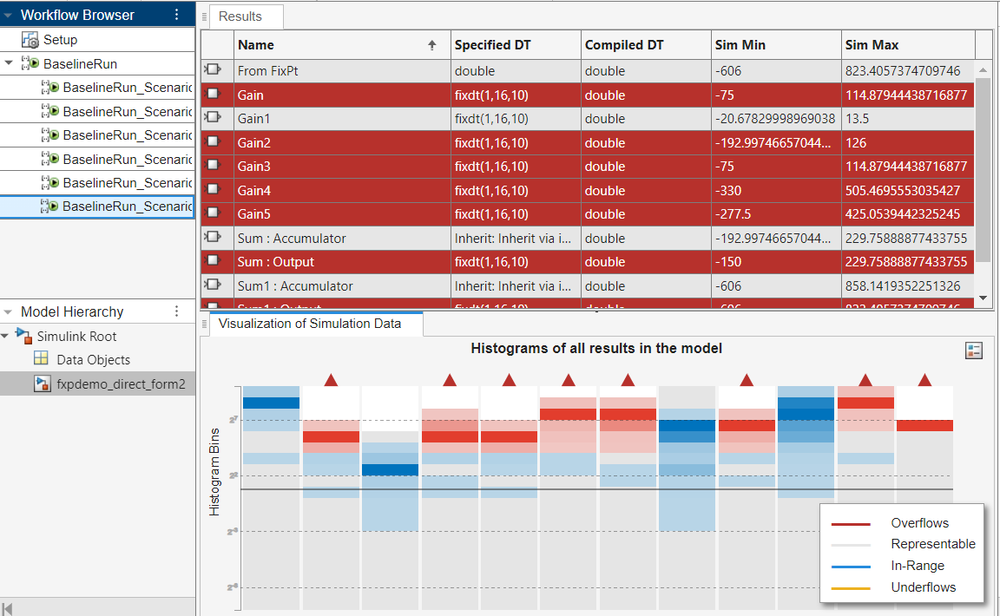 Workflow Browser
Setup
BaselineRun
BaselineRun_Scenario
BaselineRun_Scenario
BaselineRun_Scenario
BaselineRun_Scenario
BaselineRun_Scenario
BaselineRun_Scenario
Model Hierarchy
Simulink Root
Data Objects
fxpdemo_direct_form2
Results
Name Specified DT Compiled DT Sim Min Sim Max
From FixPt double double -606 823.4057374709746
Gain fixdt(1,16,10) double -75 114.87944438716877
Gain1 fixdt(1,16,10) double -20.67829998969038 13.5
Gain2 fixdt(1,16,10) double -192.99746657044... 126
Gain3 fixdt(1,16,10) double -75 114.87944438716877
Gain4 fixdt(1,16,10) double -330 505.4695553035427
Gain5 fixdt(1,16,10) double -277.5 425.0539442325245
Sum : Accumulator Inherit: Inherit via i... double -192.99746657044... 229.75888877433755
Sum : Output fixdt(1,16,10) double -150 229.75888877433755
Sum1 : Accumulator Inherit: Inherit via i... double -606 858.1419352251326
Sum1 : Output fixdt(1,16,10) double -606 823.4057374709746
Visualization of Simulation Data
Histograms of all results in the model
Histogram Bins
2⁷
2²
2⁻³
2⁻⁸
Overflows
Representable
In-Range
Underflows